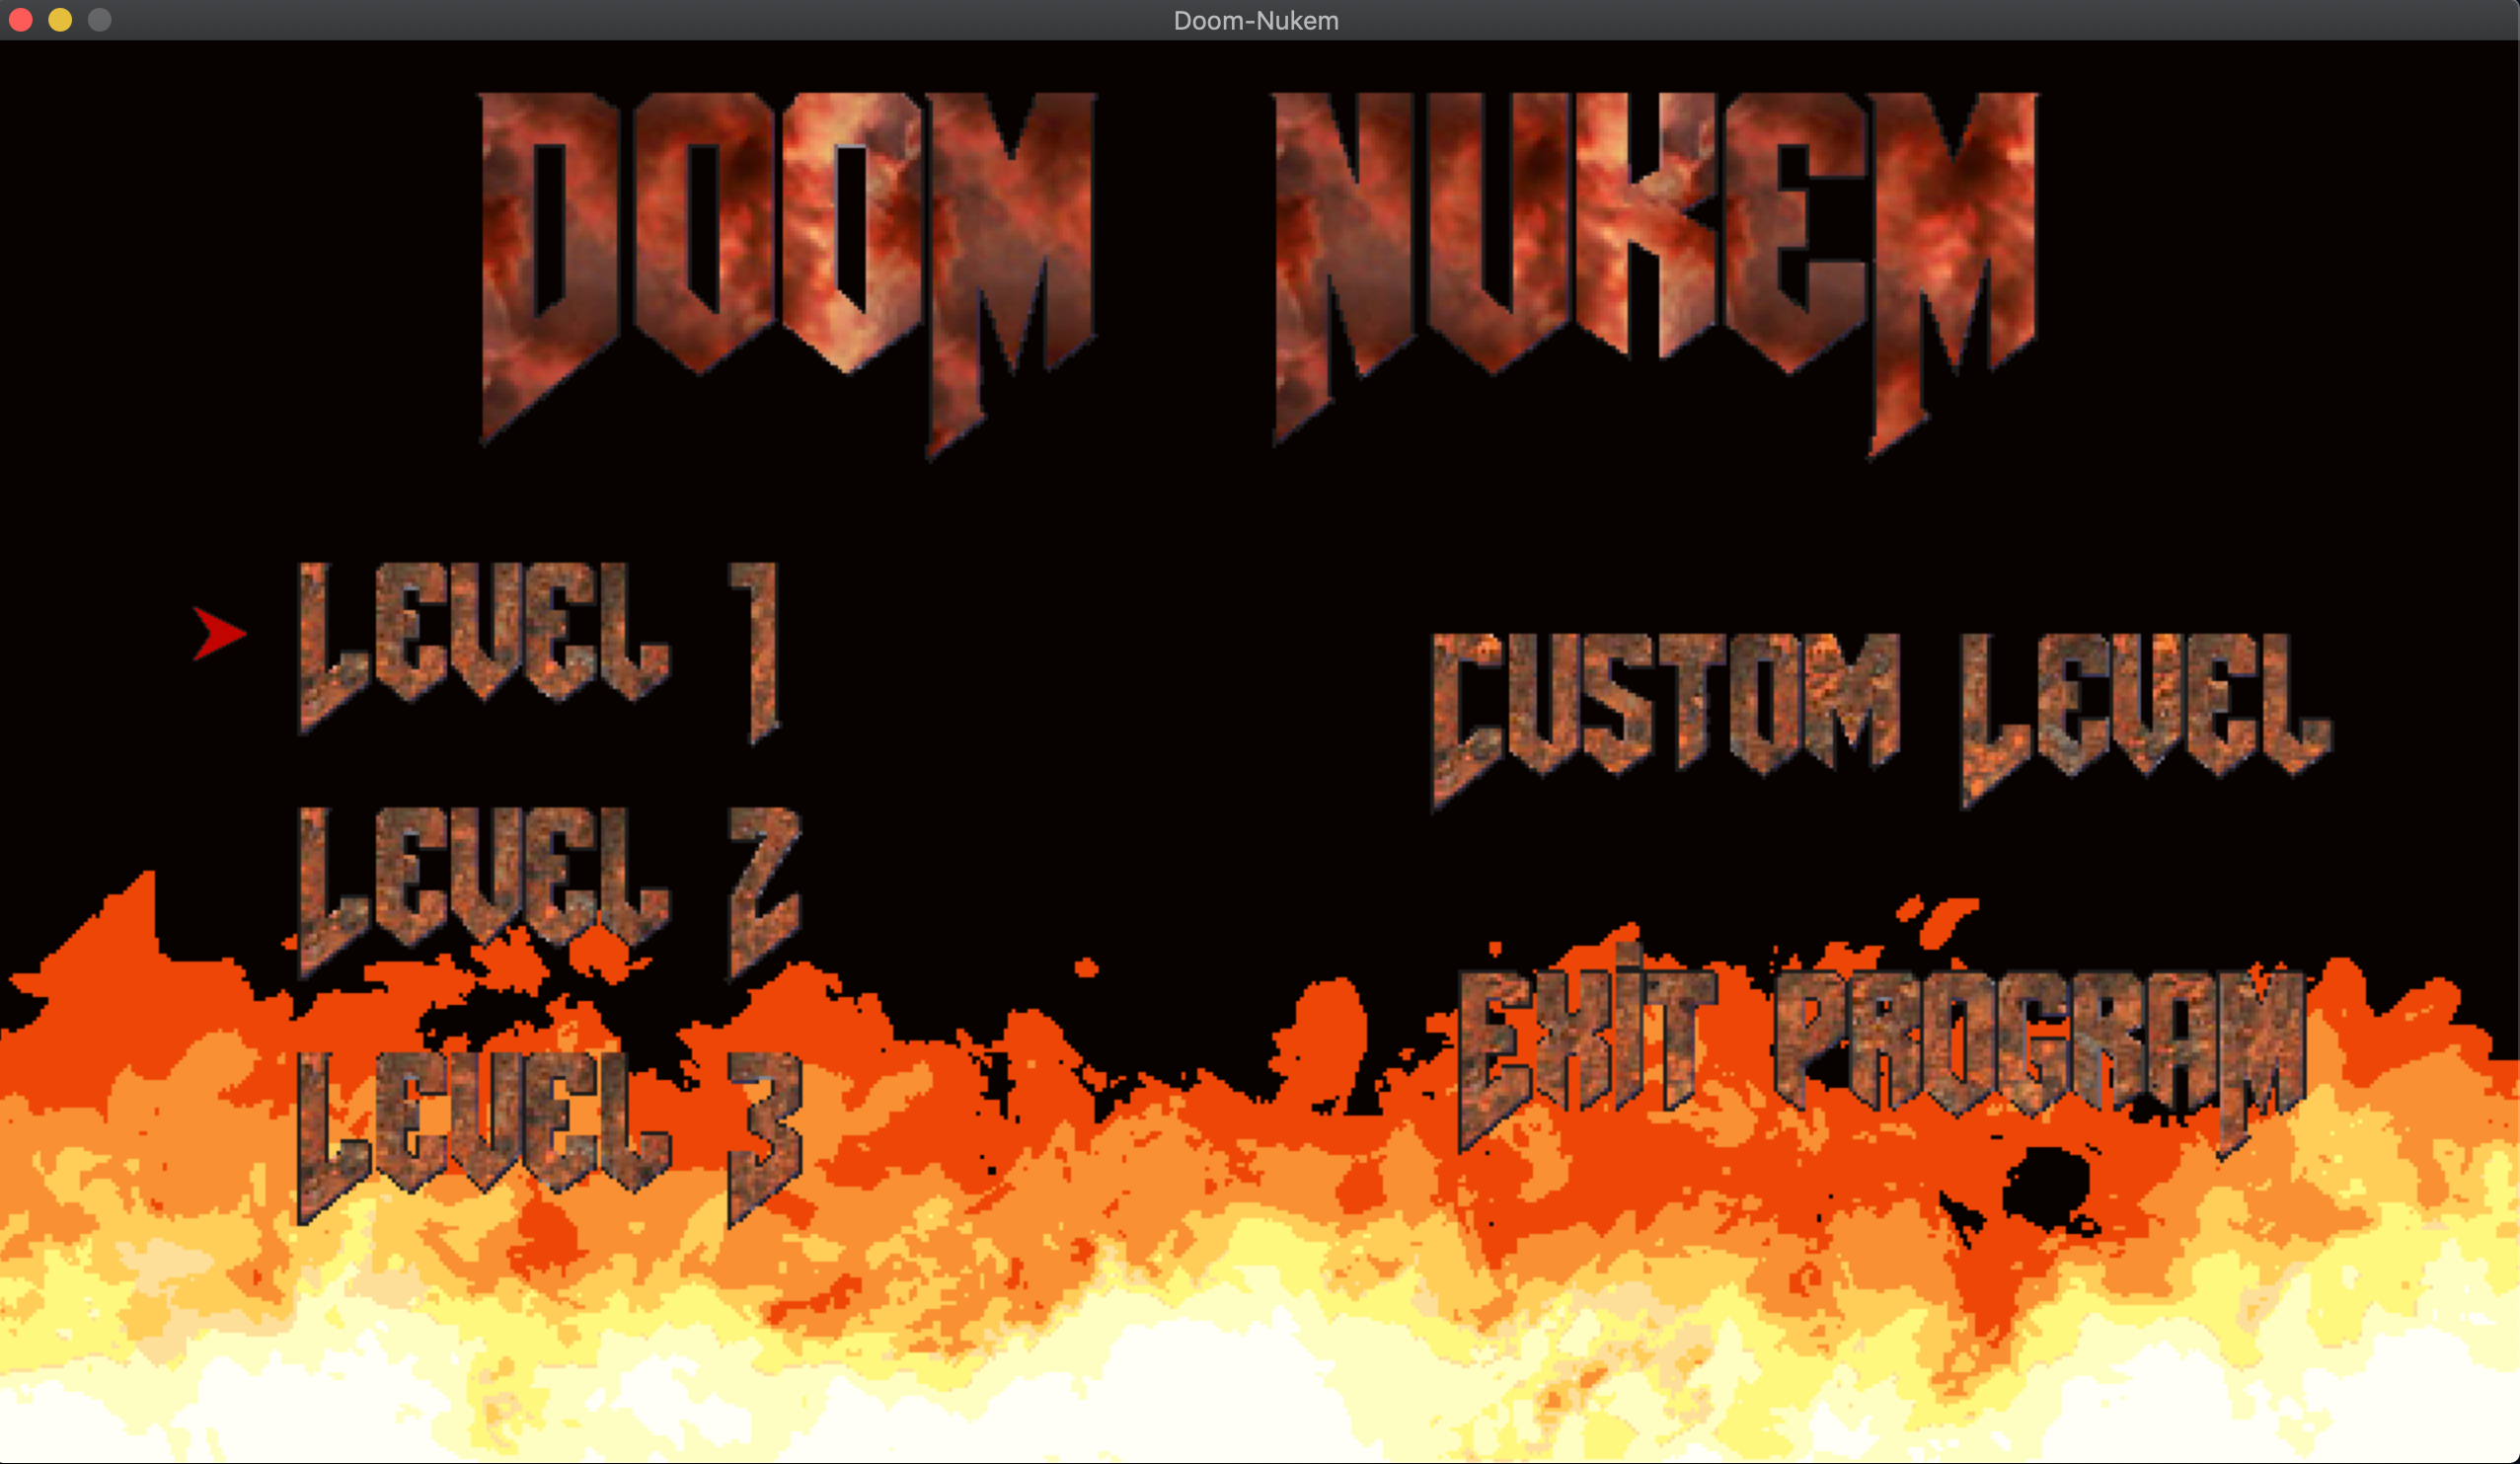 Doom-Nukem
DOOM NUKEM
LEVEL 1
LEVEL 2
LEVEL 3
CUSTOM LEVEL
EXIT PROGRAM